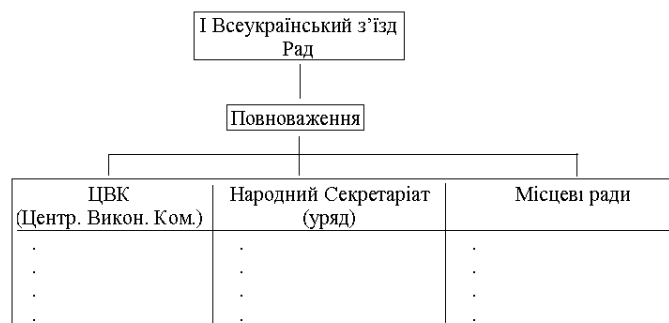 І Всеукраїнський з’їзд
Рад
Повноваження
ЦВК
(Центр. Викон. Ком.)
Народний Секретаріат
(уряд)
Місцеві ради